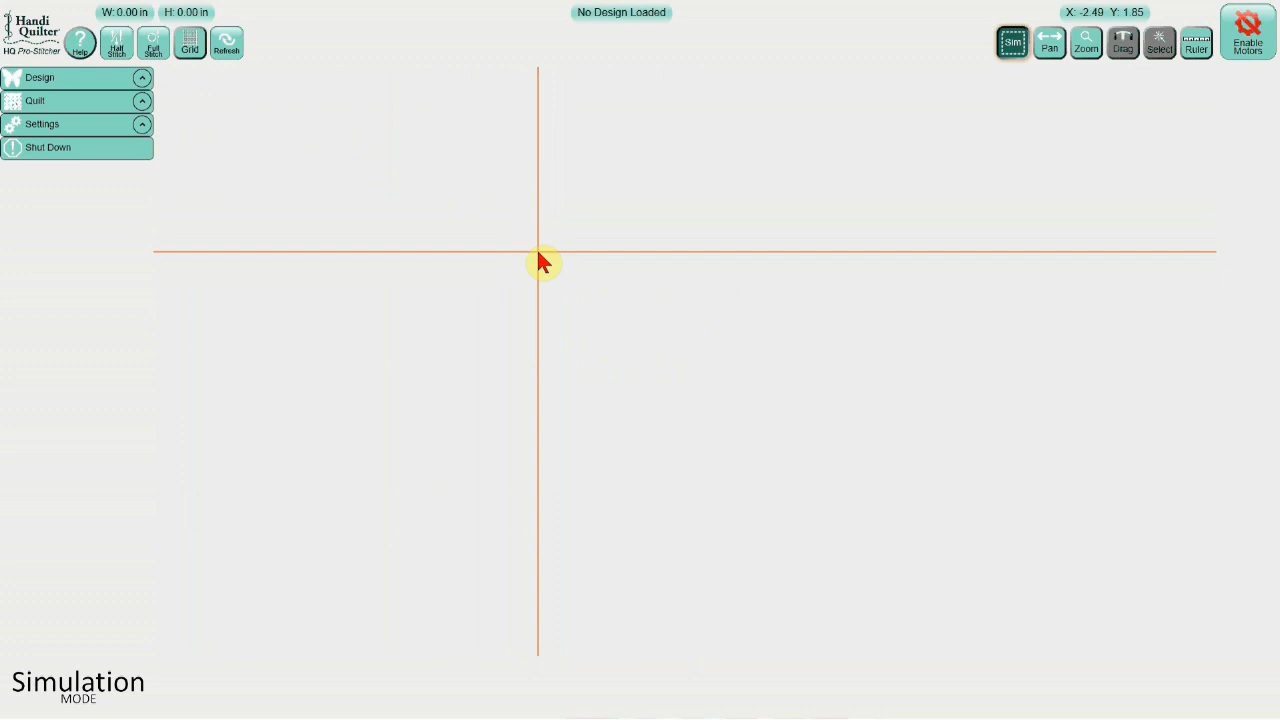 W: 0.00 in H: 0.00 in No Design Loaded X: -2.49 Y: 1.85
Handi
Quilter
HQ Pro-Stitcher
Help
Half
Stitch
Full
Stitch
Grid
Refresh
Sim
Pan
Zoom
Drag
Select
Ruler
Enable
Motors
Design
Quilt
Settings
Shut Down
Simulation
MODE